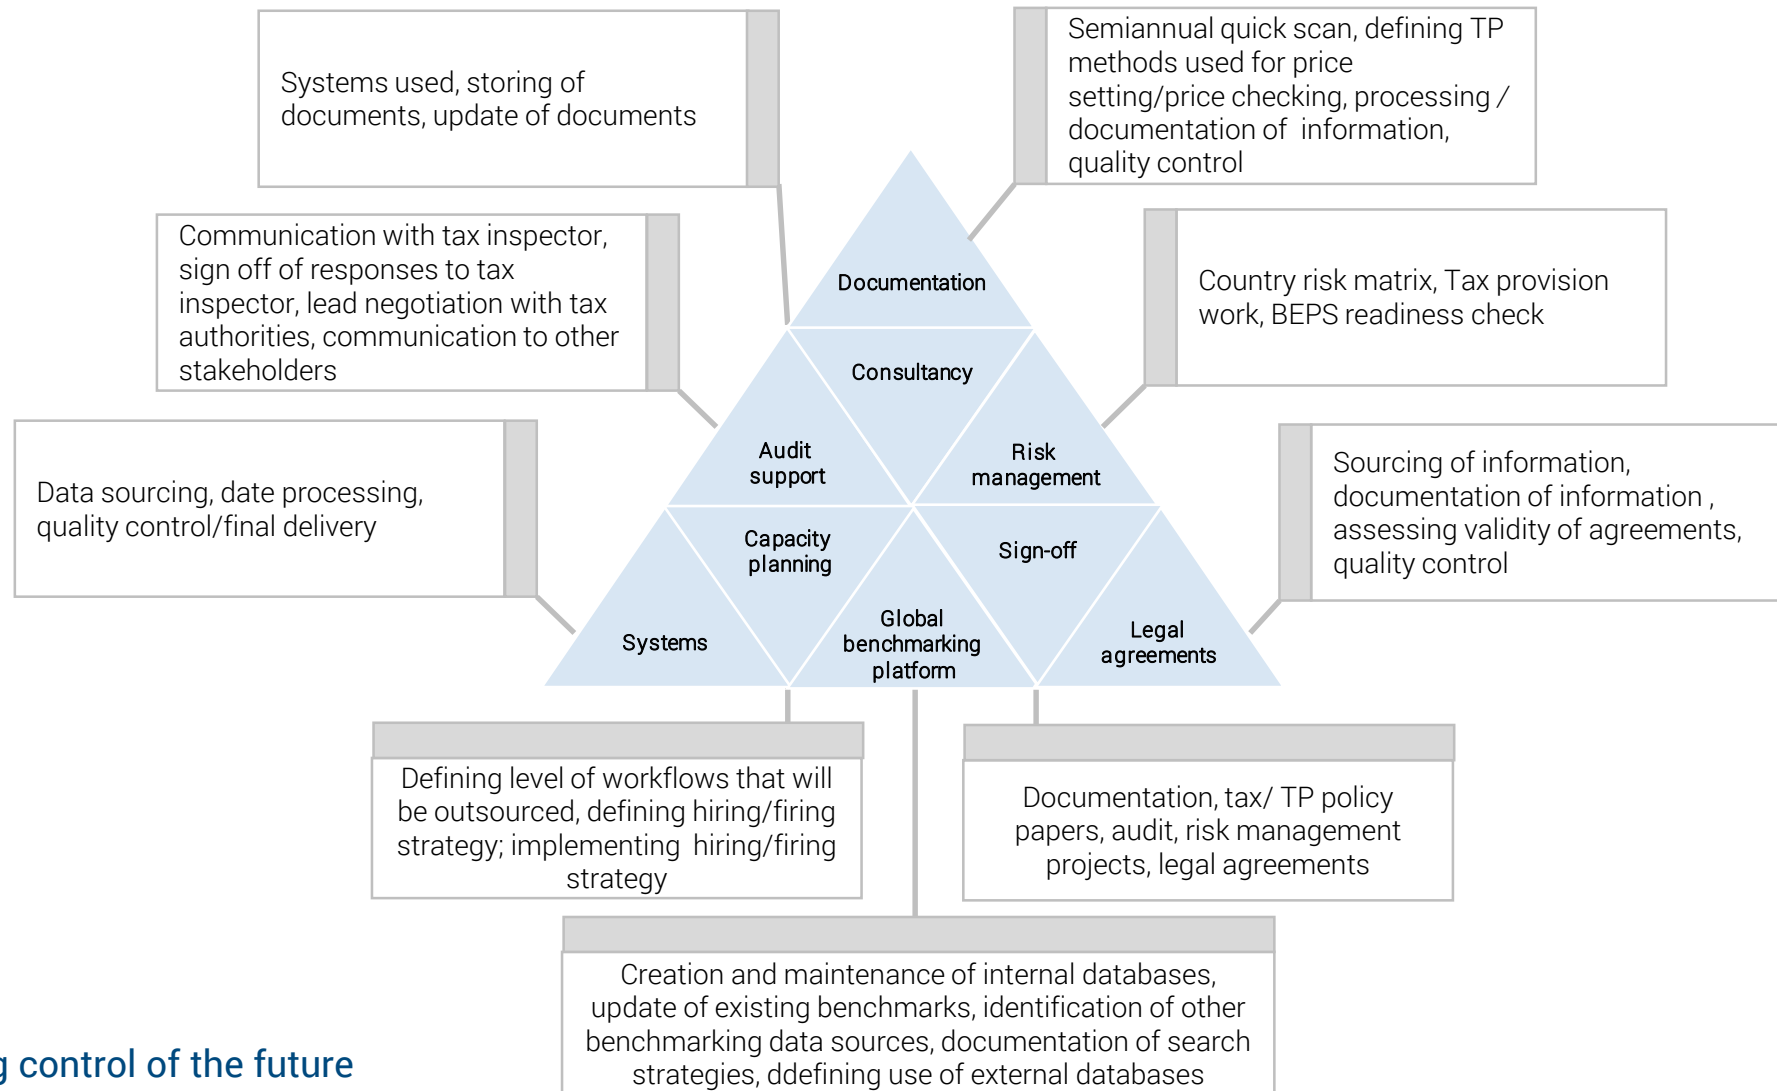 Systems used, storing of
documents, update of documents
Semiannual quick scan, defining TP
methods used for price
setting/price checking, processing /
documentation of information,
quality control
Communication with tax inspector,
sign off of responses to tax
inspector, lead negotiation with tax
authorities, communication to other
stakeholders
Country risk matrix, Tax provision
work, BEPS readiness check
Data sourcing, date processing,
quality control/final delivery
Sourcing of information,
documentation of information ,
assessing validity of agreements,
quality control
Documentation
Consultancy
Audit
support
Risk
management
Capacity
planning
Sign-off
Systems
Global
benchmarking
platform
Legal
agreements
Defining level of workflows that will
be outsourced, defining hiring/firing
strategy; implementing hiring/firing
strategy
Documentation, tax/ TP policy
papers, audit, risk management
projects, legal agreements
Creation and maintenance of internal databases,
update of existing benchmarks, identification of other
benchmarking data sources, documentation of search
strategies, ddefining use of external databases
g control of the future